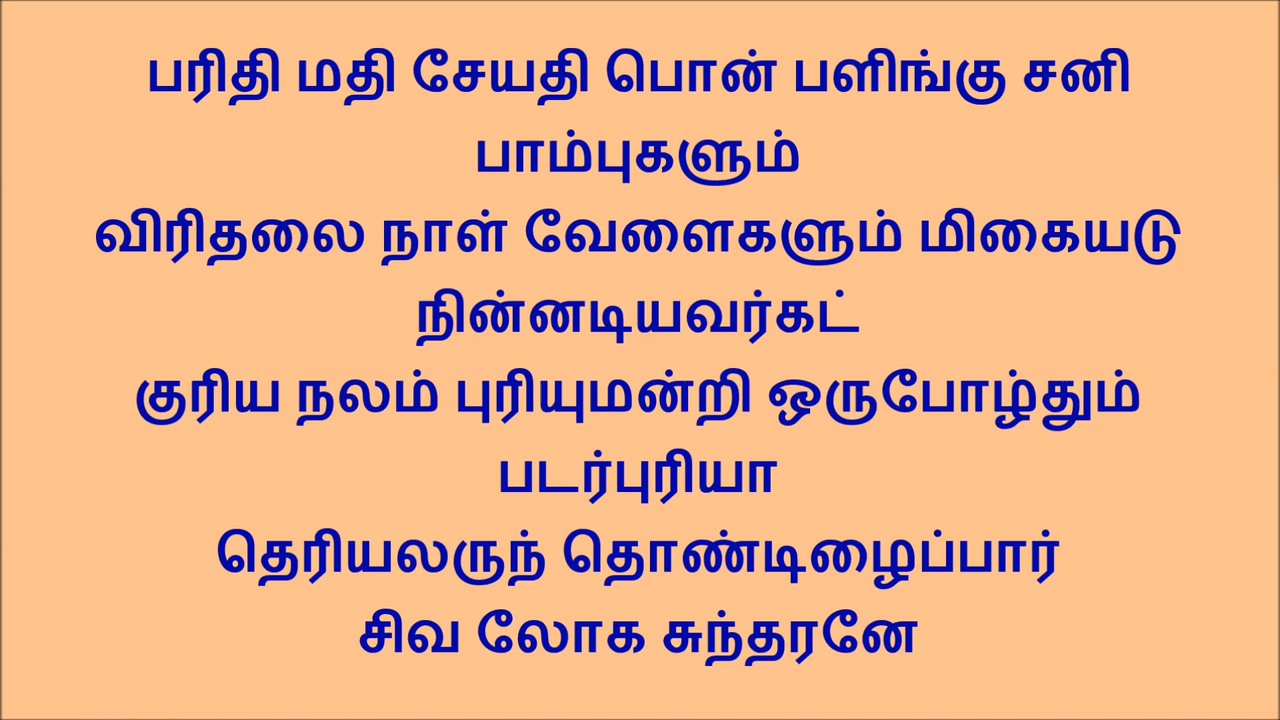 பரிதி மதி சேயதி பொன் பளிங்கு சனி
பாம்புகளும்
விரிதலை நாள் வேளைகளும் மிகையடு
நின்னடியவர்கட்
குரிய நலம் புரியுமன்றி ஒருபோழ்தும்
படர்புரியா
தெரியலருந் தொண்டிழைப்பார்
சிவ லோக சுந்தரனே